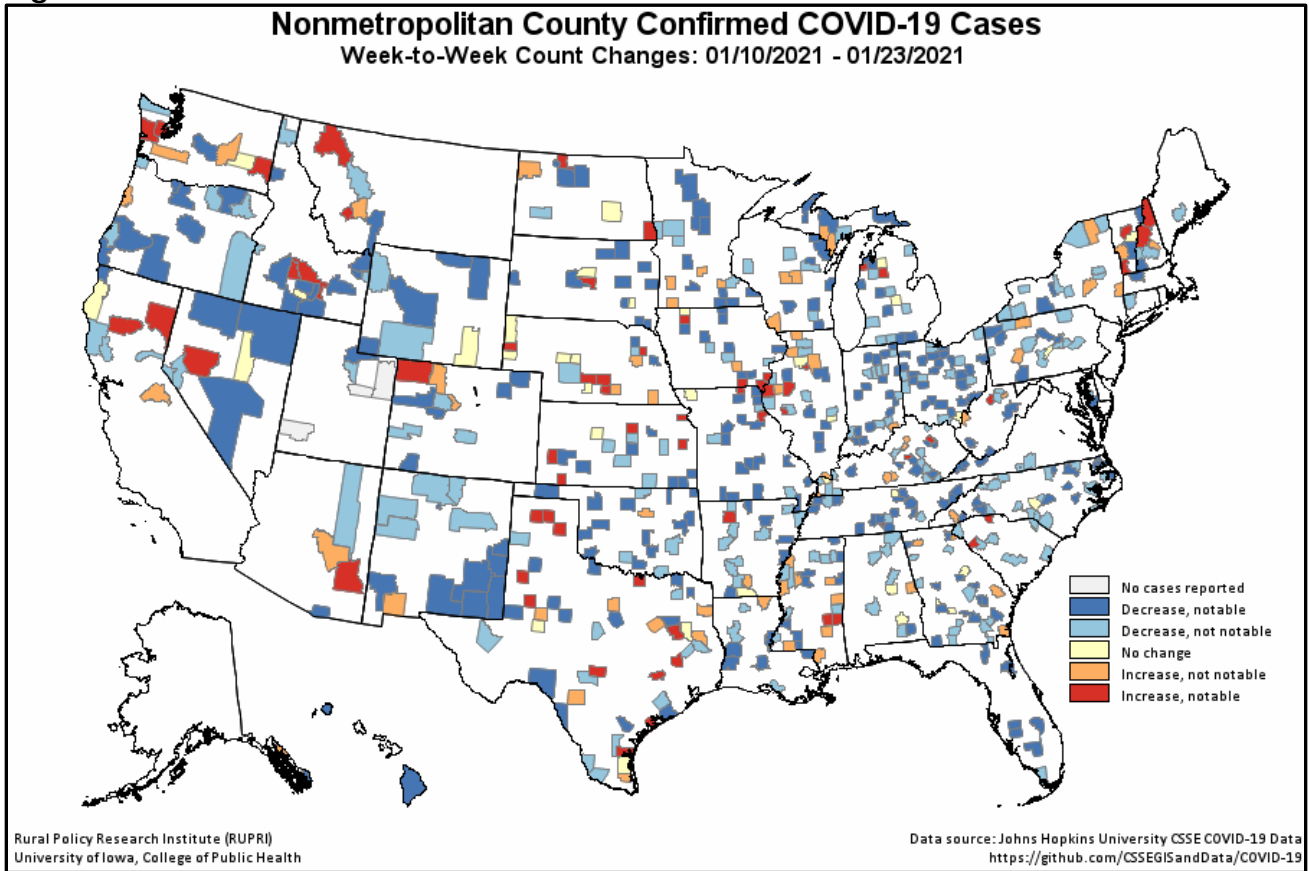 Nonmetropolitan County Confirmed COVID-19 Cases
Week-to-Week Count Changes: 01/10/2021 - 01/23/2021
No cases reported
Decrease, notable
Decrease, not notable
No change
Increase, not notable
Increase, notable
Rural Policy Research Institute (RUPRI)
University of Iowa, College of Public Health
Data source: Johns Hopkins University CSSE COVID-19 Data
https://github.com/CSSEGISandData/COVID-19